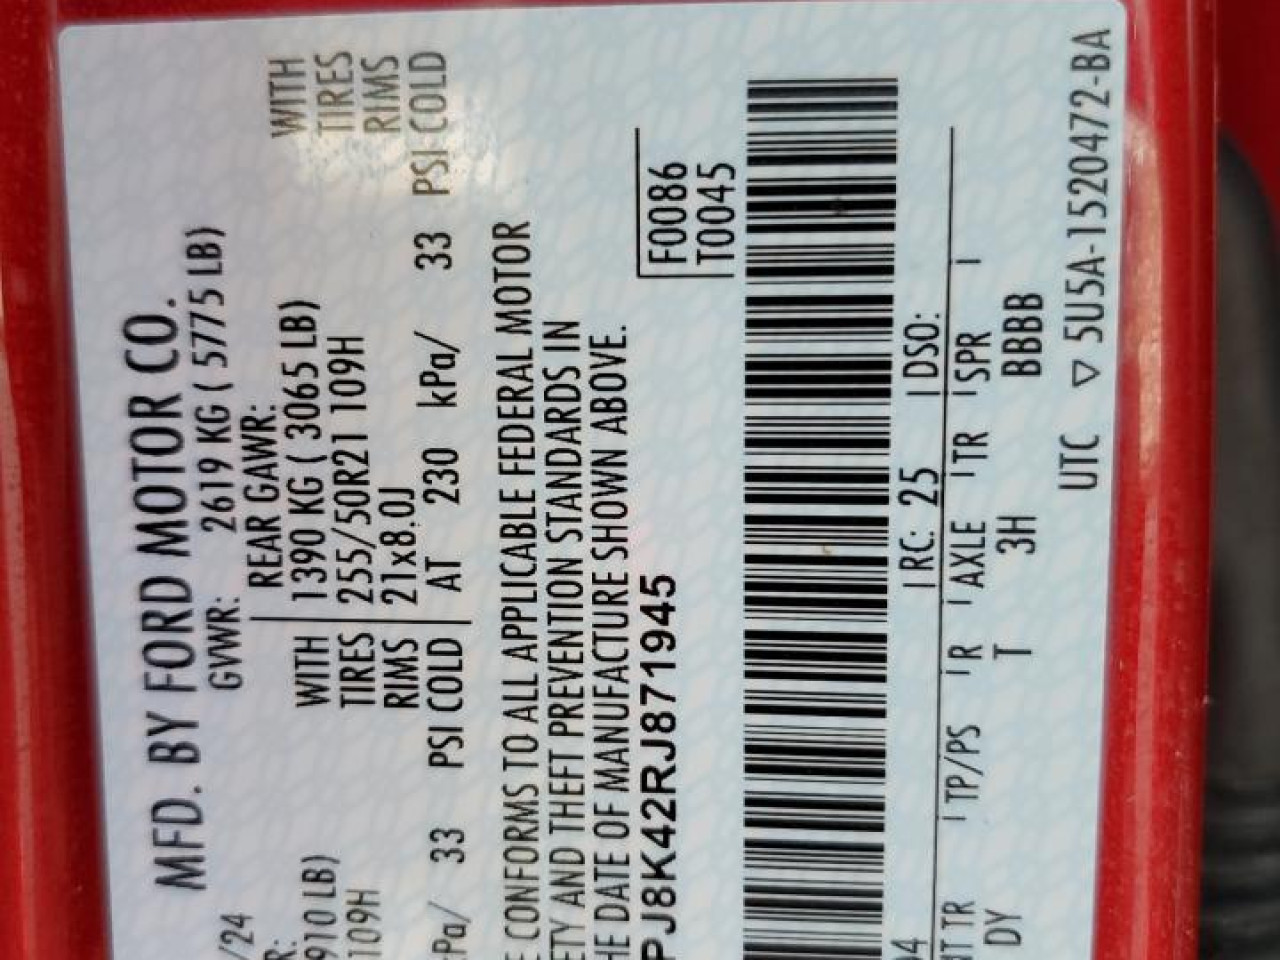 MFD. BY FORD MOTOR CO.
/24 GVWR: 2619 KG ( 5775 LB)
R: REAR GAWR:
910 LB) WITH 1390 KG ( 3065 LB) WITH
109H TIRES 255/50R21 109H TIRES
RIMS 21x8.0J RIMS
kPa/ 33 PSI COLD AT 230 kPa/ 33 PSI COLD
CONFORMS TO ALL APPLICABLE FEDERAL MOTOR
ETY AND THEFT PREVENTION STANDARDS IN
HE DATE OF MANUFACTURE SHOWN ABOVE.
PJ8K42RJ871945
F0086
T0045
04 RC: 25 DSO:
NT TR TP/PS R AXLE TR SPR
DY T 3H BBBB
UTC ▽ 5U5A-1520472-BA